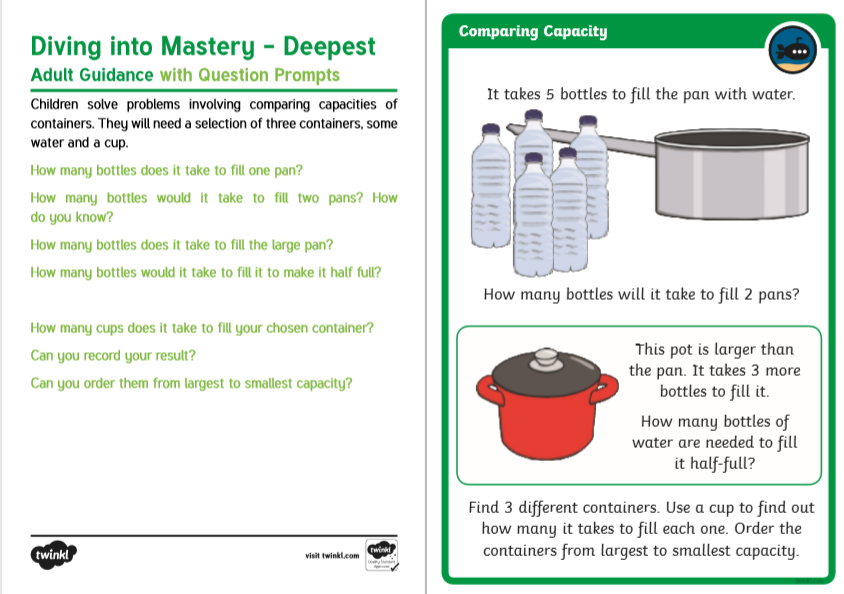 Diving into Mastery – Deepest
Adult Guidance with Question Prompts
Children solve problems involving comparing capacities of
containers. They will need a selection of three containers, some
water and a cup.
How many bottles does it take to fill one pan?
How many bottles would it take to fill two pans? How
do you know?
How many bottles does it take to fill the large pan?
How many bottles would it take to fill it to make it half full?
How many cups does it take to fill your chosen container?
Can you record your result?
Can you order them from largest to smallest capacity?
twinkl
visit twinkl.com
twinkl
Quality Standard
Approved
Comparing Capacity
It takes 5 bottles to fill the pan with water.
How many bottles will it take to fill 2 pans?
This pot is larger than
the pan. It takes 3 more
bottles to fill it.
How many bottles of
water are needed to fill
it half-full?
Find 3 different containers. Use a cup to find out
how many it takes to fill each one. Order the
containers from largest to smallest capacity.